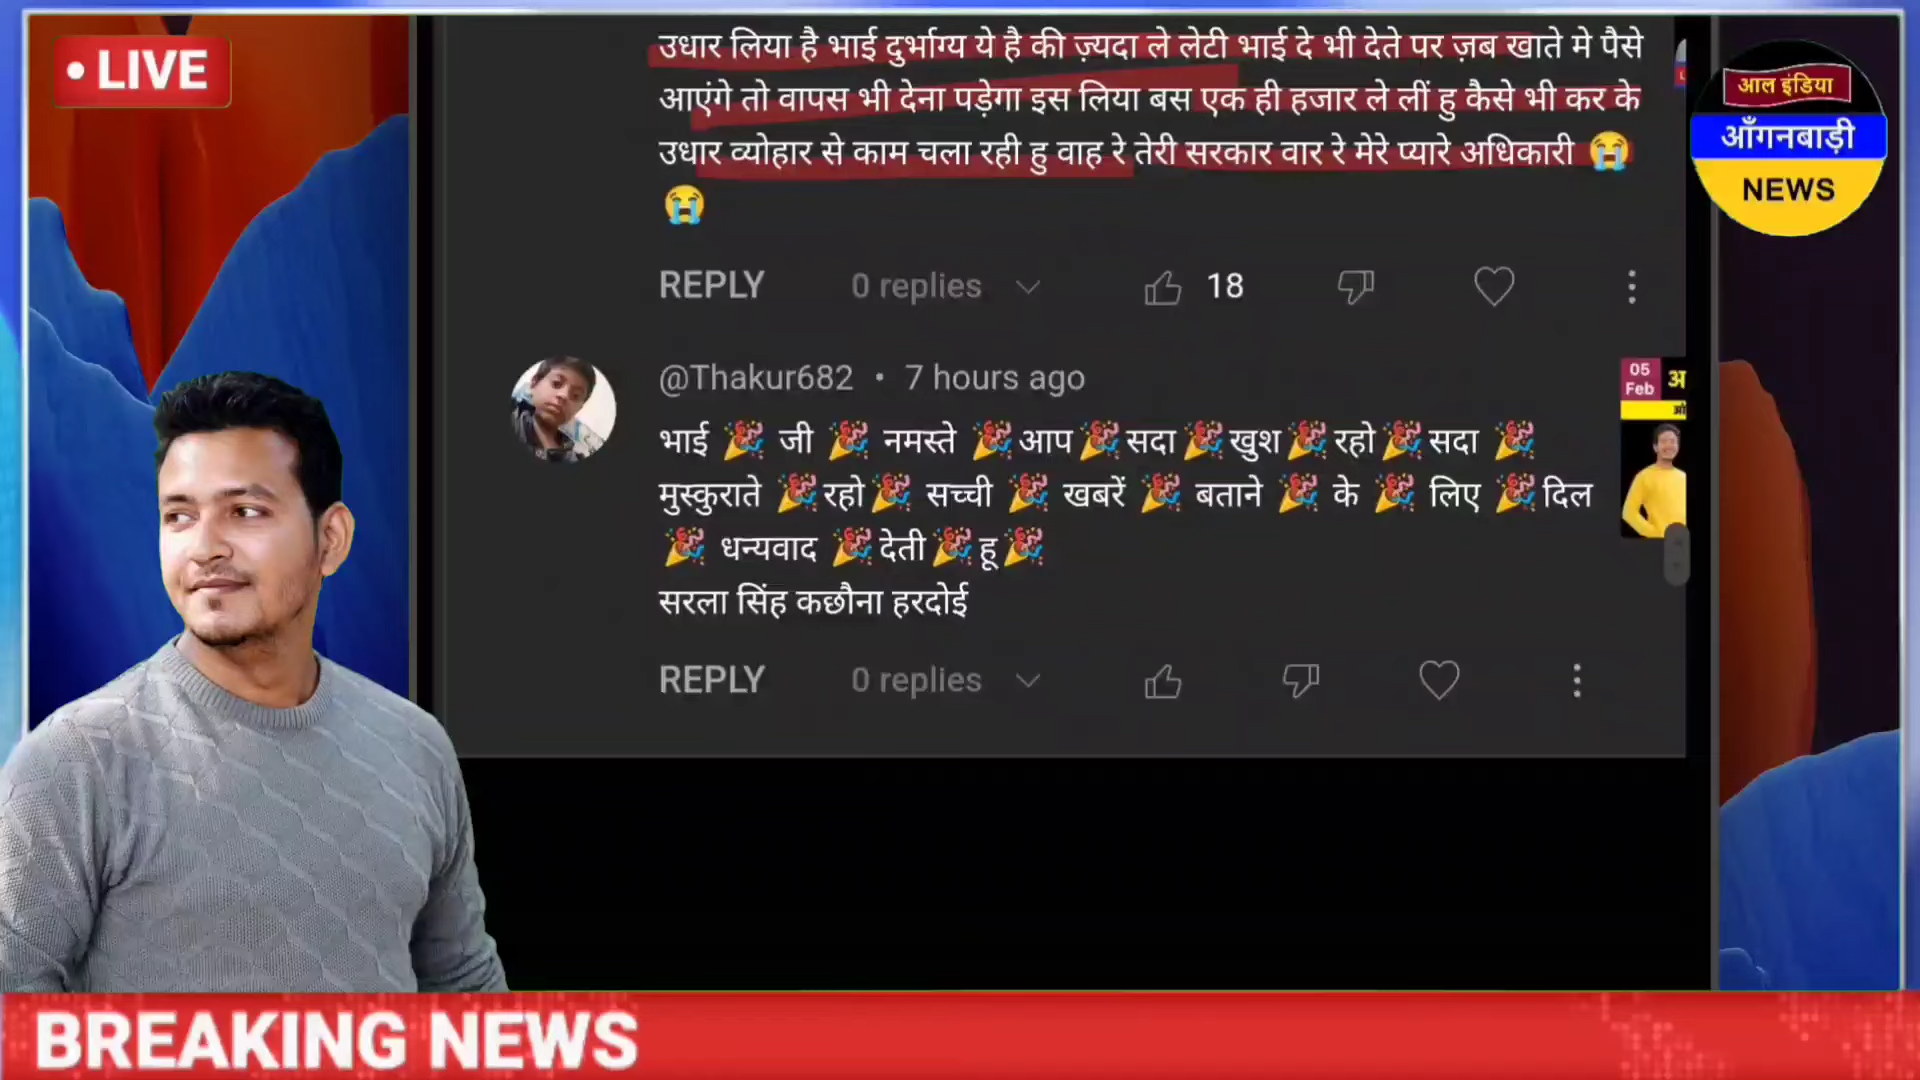 LIVE
उधार लिया है भाई दुर्भाग्य ये है की ज़्यदा ले लेटी भाई दे भी देते पर ज़ब खाते मे पैसे
आएंगे तो वापस भी देना पड़ेगा इस लिया बस एक ही हजार ले लीं हु कैसे भी कर के
उधार व्योहार से काम चला रही हु वाह रे तेरी सरकार वार रे मेरे प्यारे अधिकारी 😭
😭
REPLY 0 replies 18
@Thakur682 • 7 hours ago
भाई 🎉 जी 🎉 नमस्ते 🎉आप🎉सदा🎉खुश🎉रहो🎉सदा 🎉
मुस्कुराते 🎉रहो🎉 सच्ची 🎉 खबरें 🎉 बताने 🎉 के 🎉 लिए 🎉दिल
🎉 धन्यवाद 🎉देती🎉हू🎉
सरला सिंह कछौना हरदोई
REPLY 0 replies
आल इंडिया
आँगनबाड़ी
NEWS
05
Feb
BREAKING NEWS